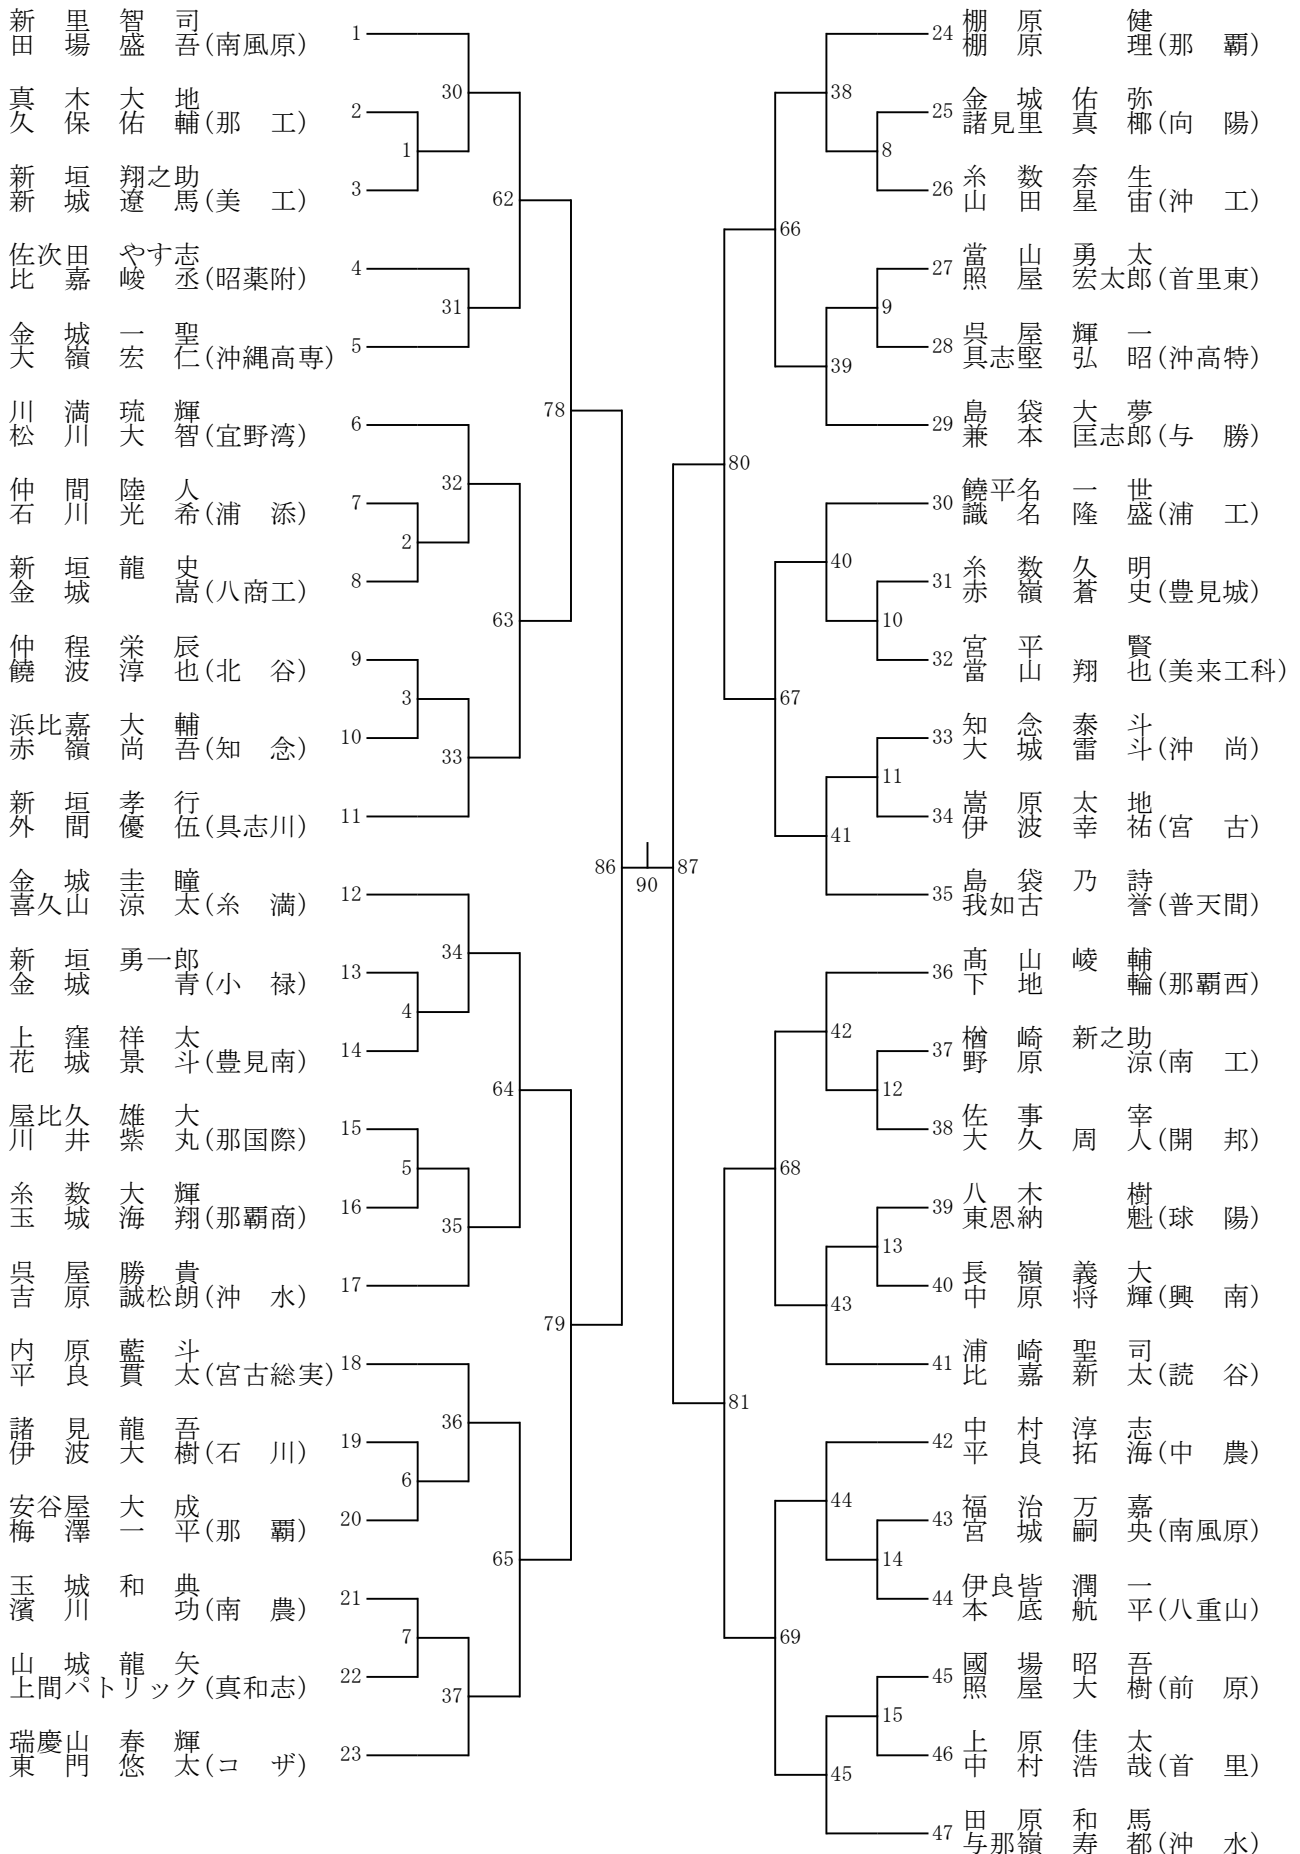 新　里　智　司
田　場　盛　吾(南風原)
1
真　木　大　地
久　保　佑　輔(那　工)
2
新　垣　翔之助
新　城　遼　馬(美　工)
3
佐次田　やす志
比　嘉　峻　丞(昭薬附)
4
金　城　一　聖
大　嶺　宏　仁(沖縄高専)
5
川　満　琉　輝
松　川　大　智(宜野湾)
6
仲　間　陸　人
石　川　光　希(浦　添)
7
新　垣　龍　史
金　城　　　嵩(八商工)
8
仲　程　栄　辰
饒　波　淳　也(北　谷)
9
浜比嘉　大　輔
赤　嶺　尚　吾(知　念)
10
新　垣　孝　行
外　間　優　伍(具志川)
11
金　城　圭　瞳
喜久山　涼　太(糸　満)
12
新　垣　勇一郎
金　城　　　青(小　禄)
13
上　窪　祥　太
花　城　景　斗(豊見南)
14
屋比久　雄　大
川　井　紫　丸(那国際)
15
糸　数　大　輝
玉　城　海　翔(那覇商)
16
呉　屋　勝　貴
吉　原　誠松朗(沖　水)
17
内　原　藍　斗
平　良　貫　太(宮古総実)
18
諸　見　龍　吾
伊　波　大　樹(石　川)
19
安谷屋　大　成
梅　澤　一　平(那　覇)
20
玉　城　和　典
濱　川　　　功(南　農)
21
山　城　龍　矢
上間パトリック(真和志)
22
瑞慶山　春　輝
東　門　悠　太(コ　ザ)
23
30
1
62
31
78
32
2
63
3
33
34
4
64
5
35
79
36
6
65
7
37
86
90
87
38
8
66
9
39
80
40
10
67
11
41
42
12
68
13
43
81
44
14
69
15
45
24
棚　原　　　健
棚　原　　　理(那　覇)
25
金　城　佑　弥
諸見里　真　梛(向　陽)
26
糸　数　奈　生
山　田　星　宙(沖　工)
27
當　山　勇　太
照　屋　宏太郎(首里東)
28
呉　屋　輝　一
具志堅　弘　昭(沖高特)
29
島　袋　大　夢
兼　本　匡志郎(与　勝)
30
饒平名　一　世
識　名　隆　盛(浦　工)
31
糸　数　久　明
赤　嶺　蒼　史(豊見城)
32
宮　平　　　賢
當　山　翔　也(美来工科)
33
知　念　泰　斗
大　城　雷　斗(沖　尚)
34
嵩　原　太　地
伊　波　幸　祐(宮　古)
35
島　袋　乃　詩
我如古　　　誉(普天間)
36
髙　山　崚　輔
下　地　　　輪(那覇西)
37
楢　崎　新之助
野　原　　　涼(南　工)
38
佐　事　　　宰
大　久　周　人(開　邦)
39
八　木　　　樹
東恩納　　　魁(球　陽)
40
長　嶺　義　大
中　原　将　輝(興　南)
41
浦　崎　聖　司
比　嘉　新　太(読　谷)
42
中　村　淳　志
平　良　拓　海(中　農)
43
福　治　万　嘉
宮　城　嗣　央(南風原)
44
伊良皆　潤　一
本　底　航　平(八重山)
45
國　場　昭　吾
照　屋　大　樹(前　原)
46
上　原　佳　太
中　村　浩　哉(首　里)
47
田　原　和　馬
与那嶺　寿　都(沖　水)